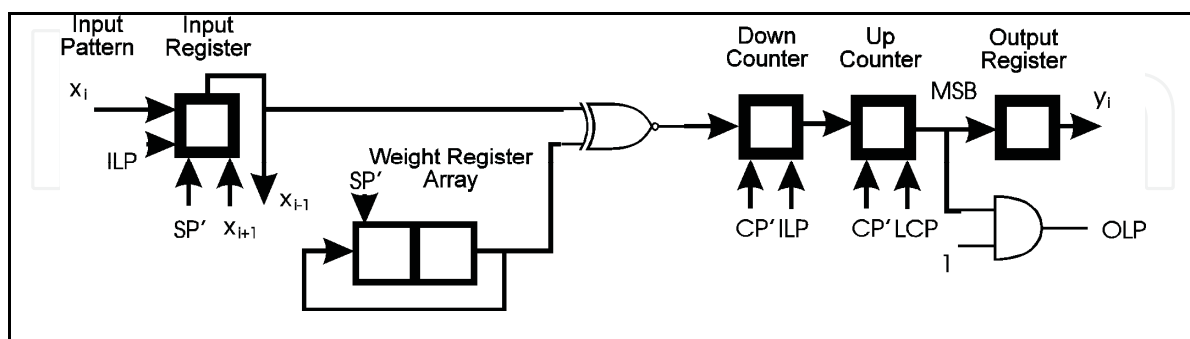 Input Pattern
Input Register
Down Counter
Up Counter
Output Register
MSB
xᵢ
yᵢ
ILP
Weight Register Array
SP'
xᵢ₋₁
SP'
xᵢ₊₁
CP' ILP
CP' LCP
1
OLP